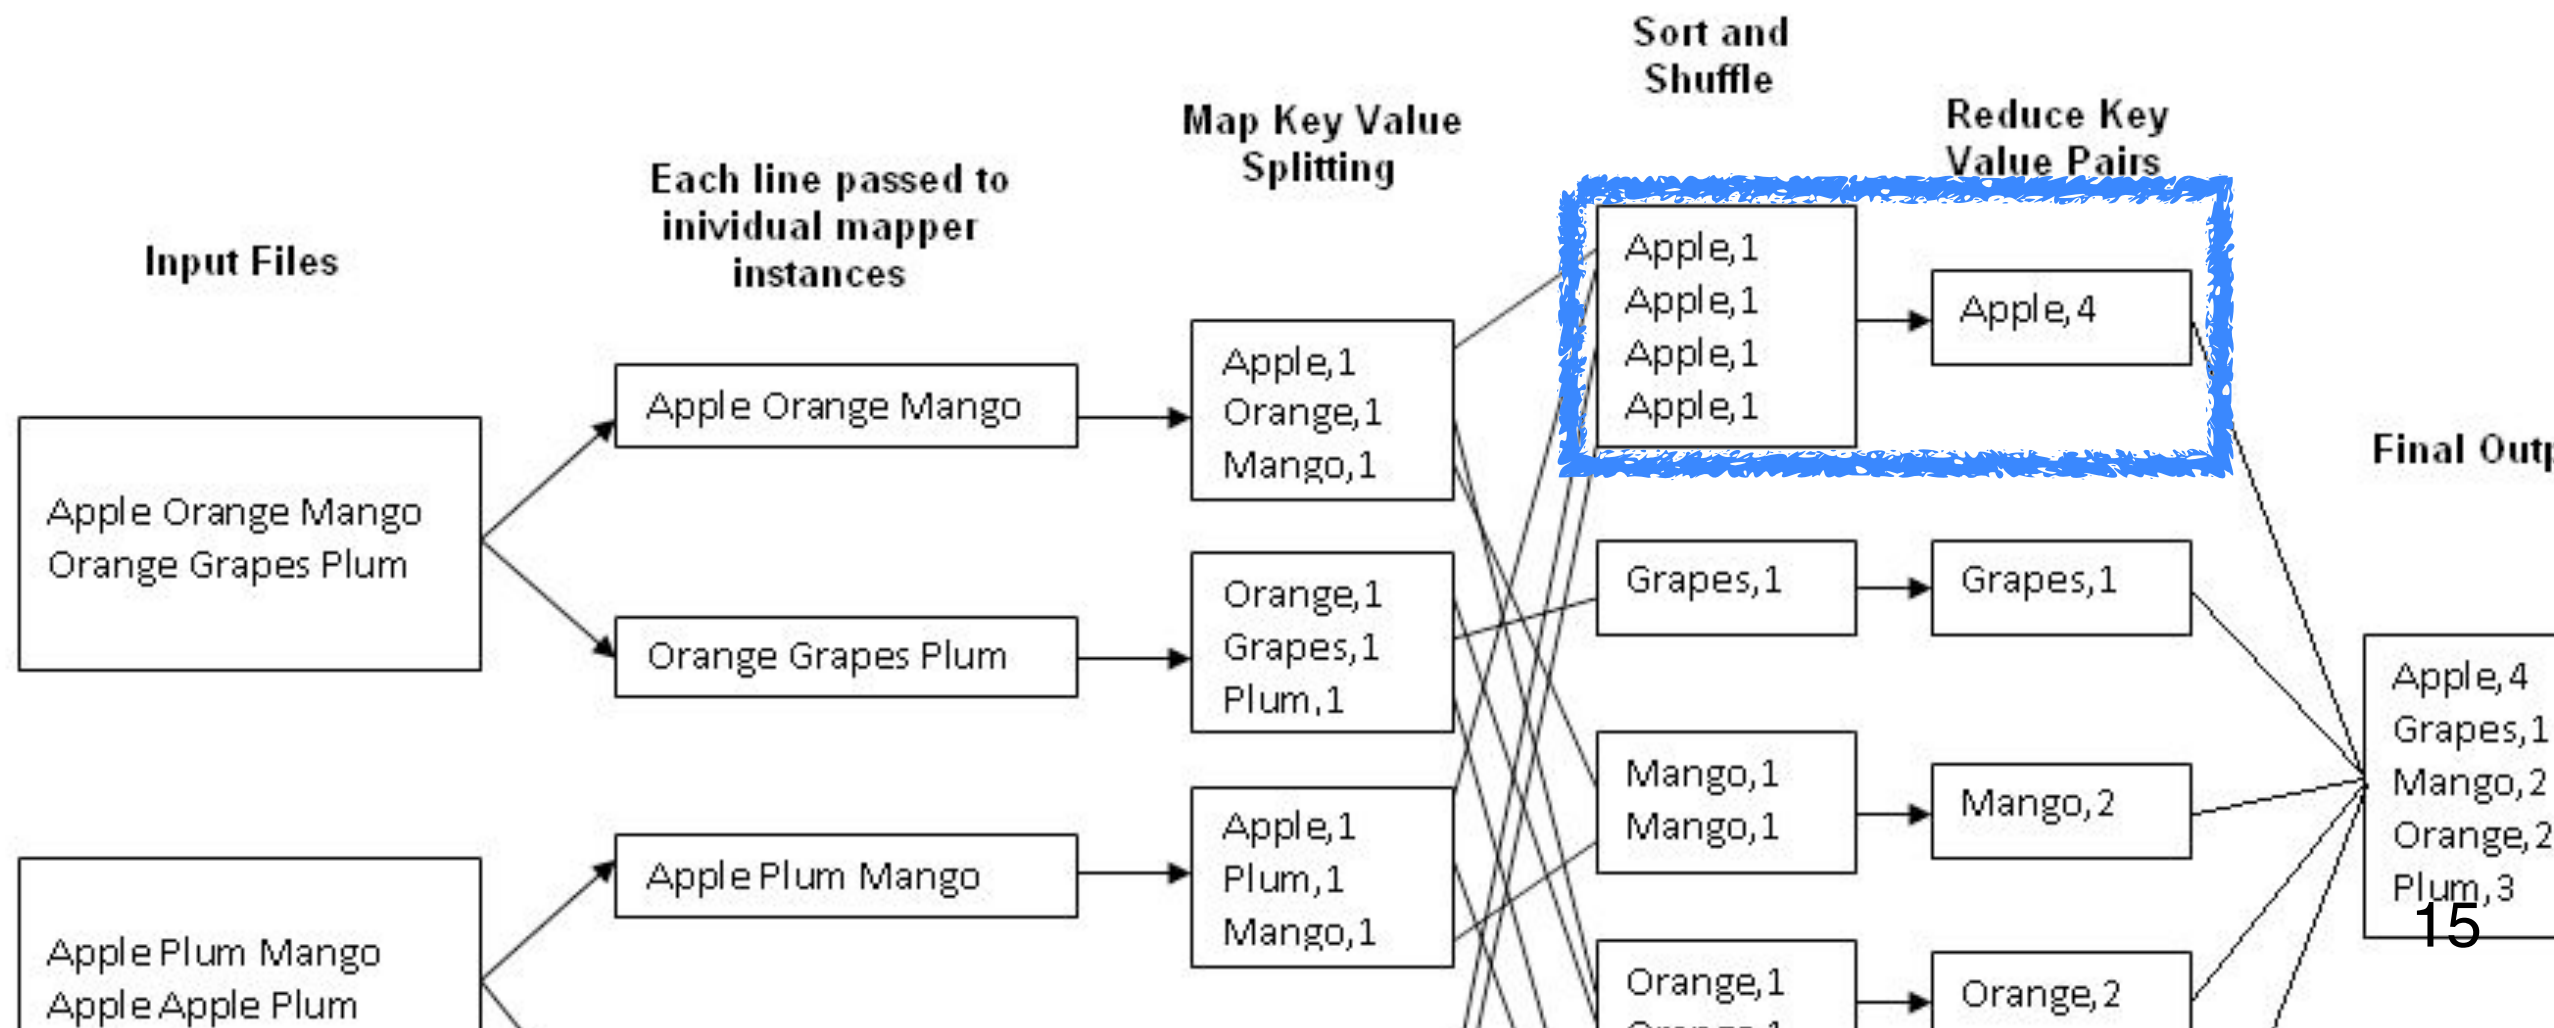 Input Files
Apple Orange Mango
Orange Grapes Plum
Apple Plum Mango
Apple Apple Plum
Each line passed to
inividual mapper
instances
Apple Orange Mango
Orange Grapes Plum
Apple Plum Mango
Map Key Value
Splitting
Apple,1
Orange,1
Mango,1
Orange,1
Grapes,1
Plum,1
Apple,1
Plum,1
Mango,1
Sort and
Shuffle
Apple,1
Apple,1
Apple,1
Apple,1
Grapes,1
Mango,1
Mango,1
Orange,1
Reduce Key
Value Pairs
Apple,4
Grapes,1
Mango,2
Orange,2
Final
Apple,4
Grapes,1
Mango,2
Orange,2
Plum,3
15